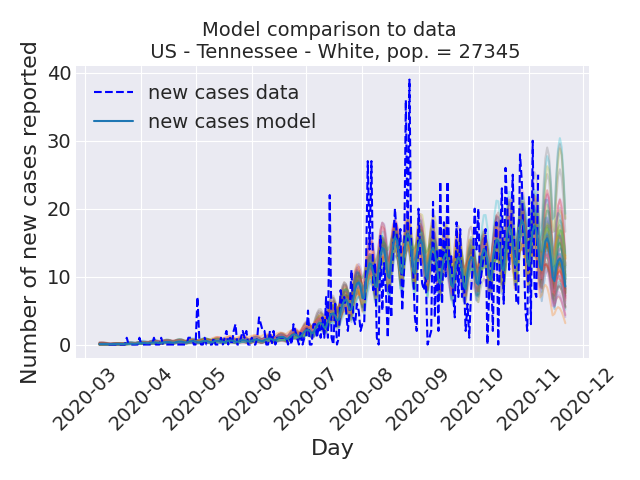 Model comparison to data
US - Tennessee - White, pop. = 27345
Number of new cases reported
40
30
20
10
0
new cases data
new cases model
2020-03
2020-04
2020-05
2020-06
2020-07
2020-08
2020-09
2020-10
2020-11
2020-12
Day